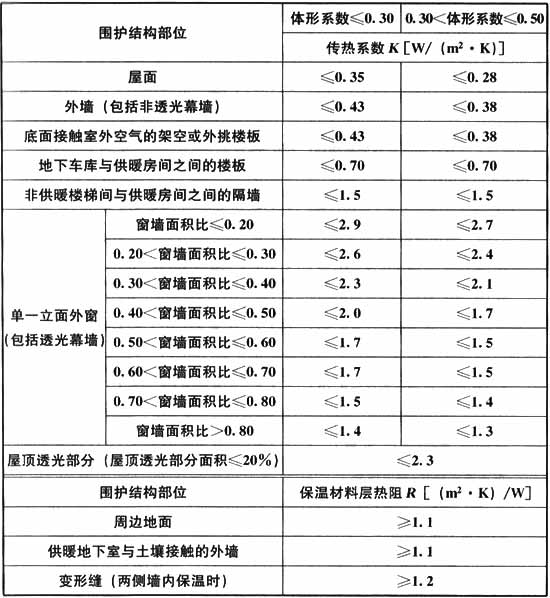 围护结构部位 体形系数≤0.30 0.30<体形系数≤0.50
传热系数 K [W/ (m²·K)]
屋面 ≤0.35 ≤0.28
外墙 (包括非透光幕墙) ≤0.43 ≤0.38
底面接触室外空气的架空或外挑楼板 ≤0.43 ≤0.38
地下车库与供暖房间之间的楼板 ≤0.70 ≤0.70
非供暖楼梯间与供暖房间之间的隔墙 ≤1.5 ≤1.5
单一立面外窗
(包括透光幕墙)
窗墙面积比≤0.20 ≤2.9 ≤2.7
0.20<窗墙面积比≤0.30 ≤2.6 ≤2.4
0.30<窗墙面积比≤0.40 ≤2.3 ≤2.1
0.40<窗墙面积比≤0.50 ≤2.0 ≤1.7
0.50<窗墙面积比≤0.60 ≤1.7 ≤1.5
0.60<窗墙面积比≤0.70 ≤1.7 ≤1.5
0.70<窗墙面积比≤0.80 ≤1.5 ≤1.4
窗墙面积比>0.80 ≤1.4 ≤1.3
屋顶透光部分 (屋顶透光部分面积≤20%) ≤2.3
围护结构部位 保温材料层热阻 R [ (m²·K) /W]
周边地面 ≥1.1
供暖地下室与土壤接触的外墙 ≥1.1
变形缝 (两侧墙内保温时) ≥1.2